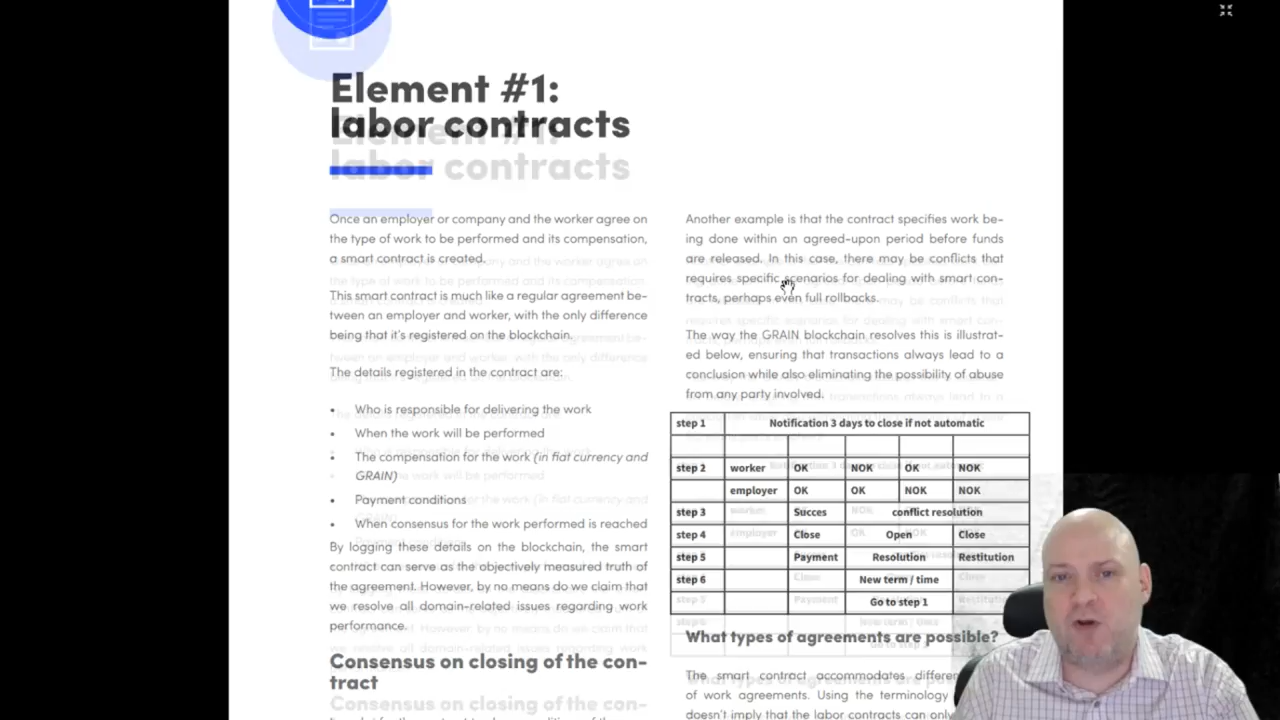 Element #1:
labor contracts
Once an employer or company and the worker agree on
the type of work to be performed and its compensation,
a smart contract is created.
This smart contract is much like a regular agreement be-
tween an employer and worker, with the only difference
being that it's registered on the blockchain.
The details registered in the contract are:
• Who is responsible for delivering the work
• When the work will be performed
• The compensation for the work (in fiat currency and
GRAIN)
• Payment conditions
• When consensus for the work performed is reached
By logging these details on the blockchain, the smart
contract can serve as the objectively measured truth of
the agreement. However, by no means do we claim that
we resolve all domain-related issues regarding work
performance.
Consensus on closing of the con-
tract
Another example is that the contract specifies work be-
ing done within an agreed-upon period before funds
are released. In this case, there may be conflicts that
requires specific scenarios for dealing with smart con-
tracts, perhaps even full rollbacks.
The way the GRAIN blockchain resolves this is illustrat-
ed below, ensuring that transactions always lead to a
conclusion while also eliminating the possibility of abuse
from any party involved.
step 1 Notification 3 days to close if not automatic
step 2 worker OK NOK OK NOK
employer OK OK NOK NOK
step 3 Succes conflict resolution
step 4 Close Open Close
step 5 Payment Resolution Restitution
step 6 New term / time
Go to step 1
What types of agreements are possible?
The smart contract accommodates
of work agreements. Using the terminology
doesn't imply that the labor contracts can only